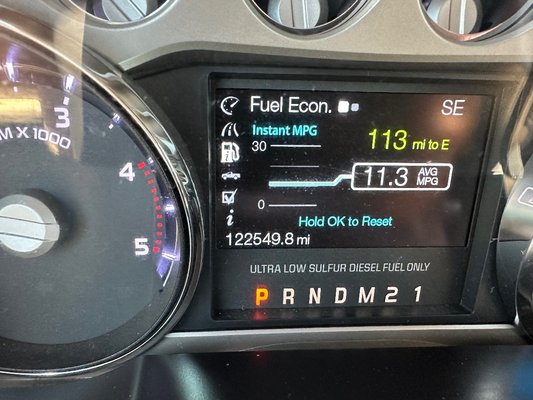 Fuel Econ.
SE
Instant MPG
30
113 mi to E
11.3 AVG MPG
0
Hold OK to Reset
i
122549.8 mi
ULTRA LOW SULFUR DIESEL FUEL ONLY
P R N D M 2 1
3
M X 1000
4
5